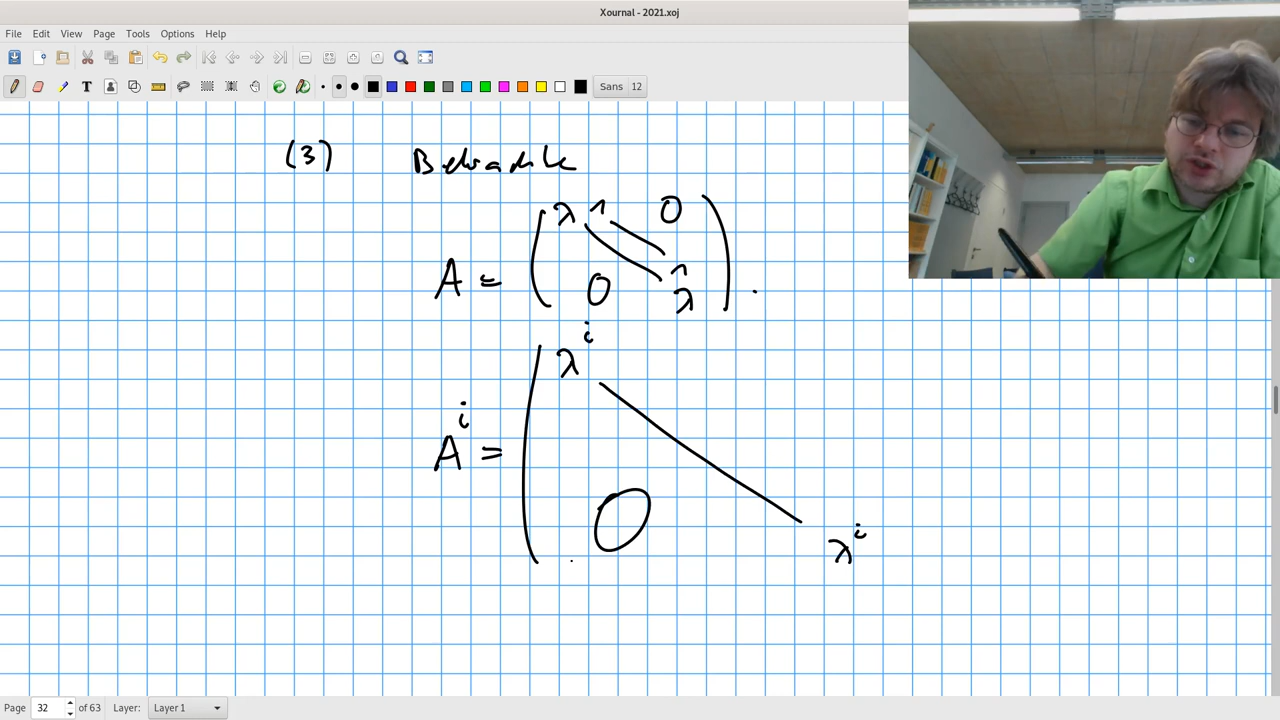 Xournal - 2021.xoj
File Edit View Page Tools Options Help
T Sans 12
(3) Betrachte
A = ( λ 1 0
0 1
λ ) .
A^i = ( λ^i
0
λ^i
Page 32 of 63 Layer: Layer 1